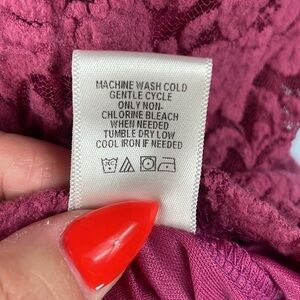 MACHINE WASH COLD
GENTLE CYCLE
ONLY NON-
CHLORINE BLEACH
WHEN NEEDED
TUMBLE DRY LOW
COOL IRON IF NEEDED